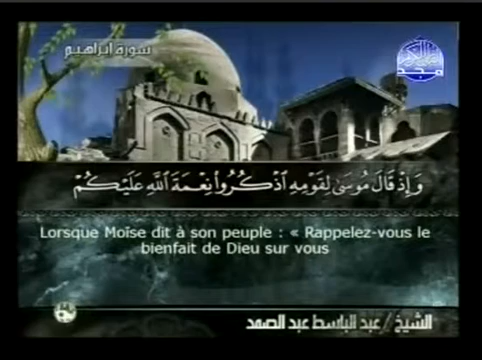 سورة ابراهيم
مجد
وَإِذْ قَالَ مُوسَىٰ لِقَوْمِهِ اذْكُرُوا نِعْمَةَ اللَّهِ عَلَيْكُمْ
Lorsque Moïse dit à son peuple : « Rappelez-vous le
bienfait de Dieu sur vous
الشيخ / عبد الباسط عبد الصمد